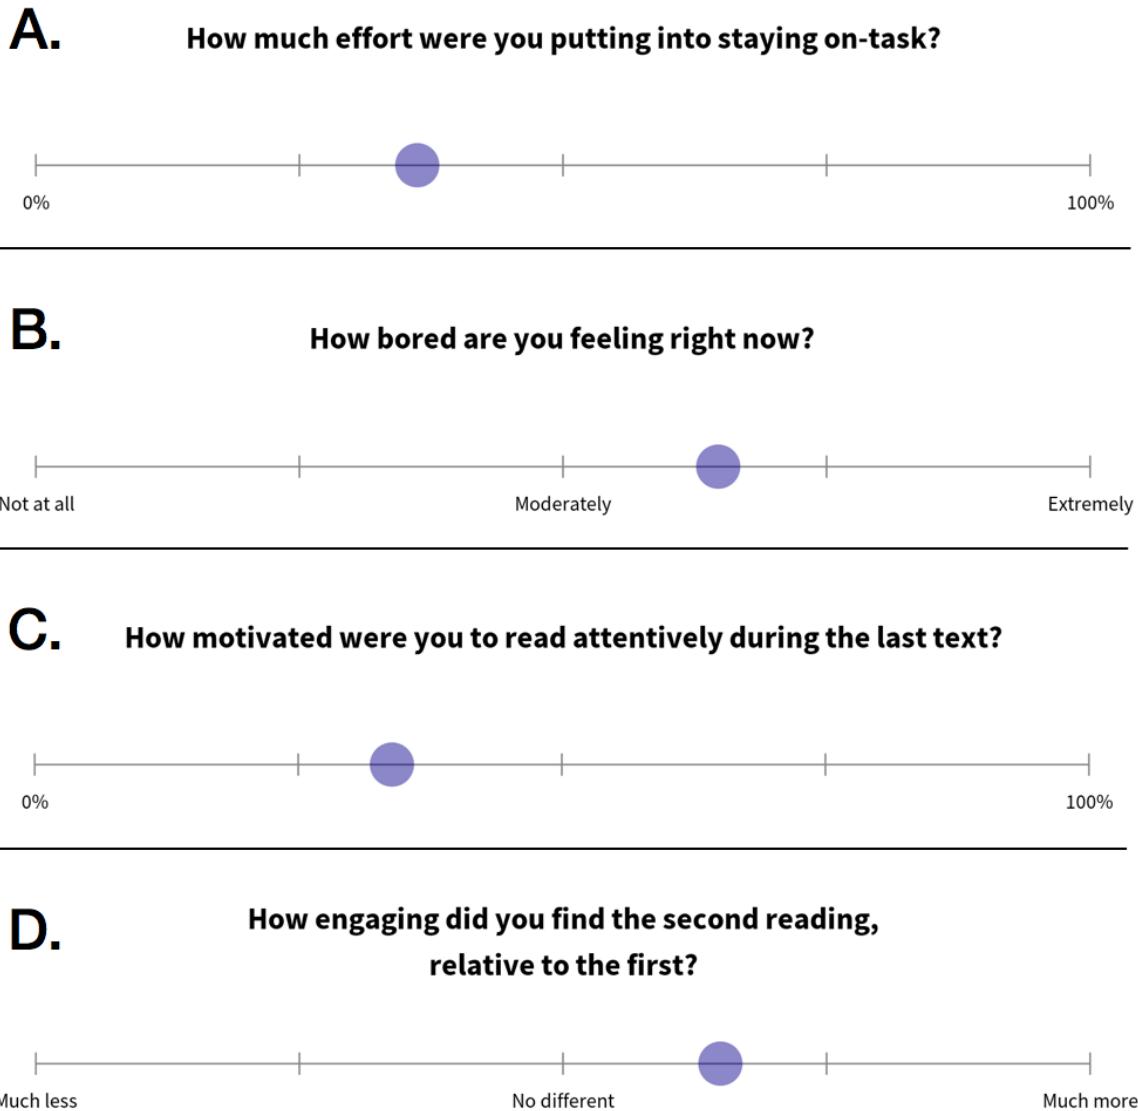 A.
How much effort were you putting into staying on-task?
0%
100%
B.
How bored are you feeling right now?
Not at all
Moderately
Extremely
C.
How motivated were you to read attentively during the last text?
0%
100%
D.
How engaging did you find the second reading,
relative to the first?
Much less
No different
Much more